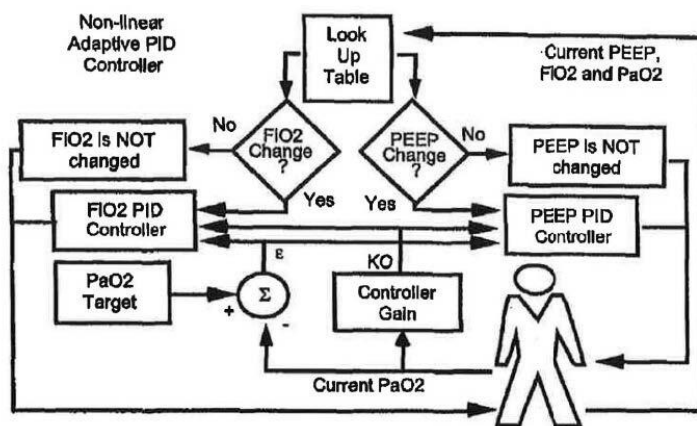 Non-linear
Adaptive PID
Controller
Look
Up
Table
Current PEEP,
FiO2 and PaO2
FiO2 is NOT
changed
No
FiO2
Change
?
PEEP
Change
?
No
PEEP is NOT
changed
Yes
Yes
FiO2 PID
Controller
PEEP PID
Controller
ε
KO
PaO2
Target
+
Σ
-
Controller
Gain
Current PaO2